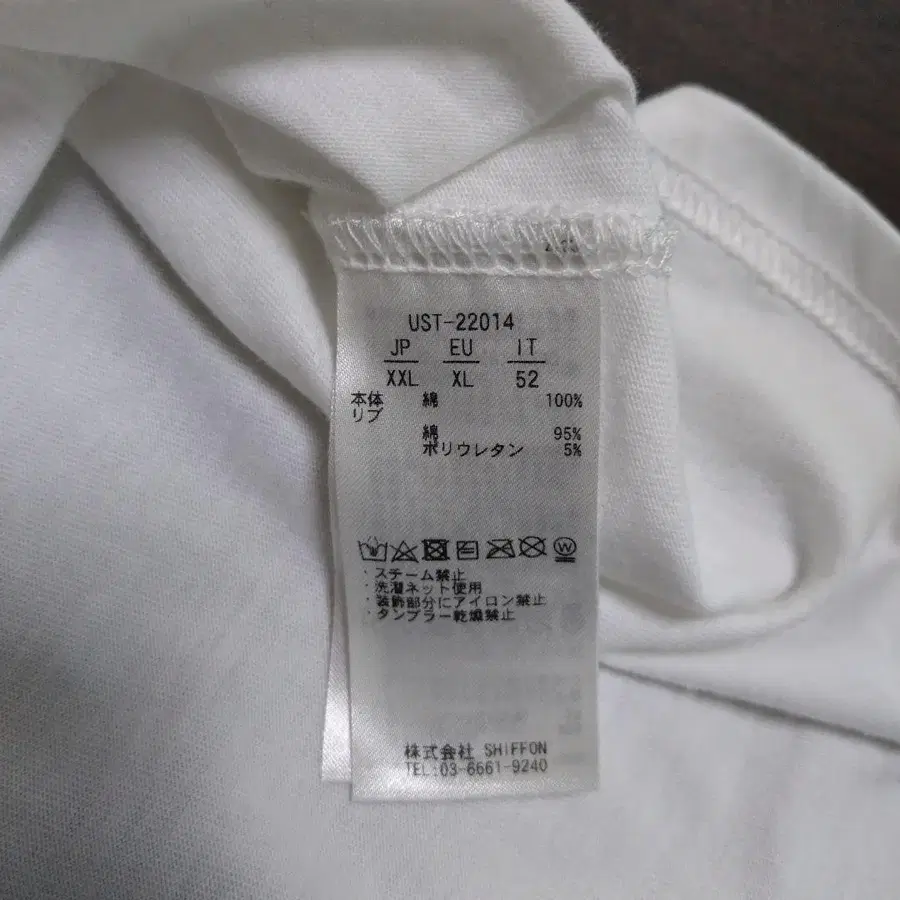 UST-22014
JP EU IT
XXL XL 52
本体 綿 100%
リブ
綿 95%
ポリウレタン 5%
W
・スチーム禁止
・洗濯ネット使用
・装飾部分にアイロン禁止
・タンブラー乾燥禁止
株式会社 SHIFFON
TEL:03-6661-9240